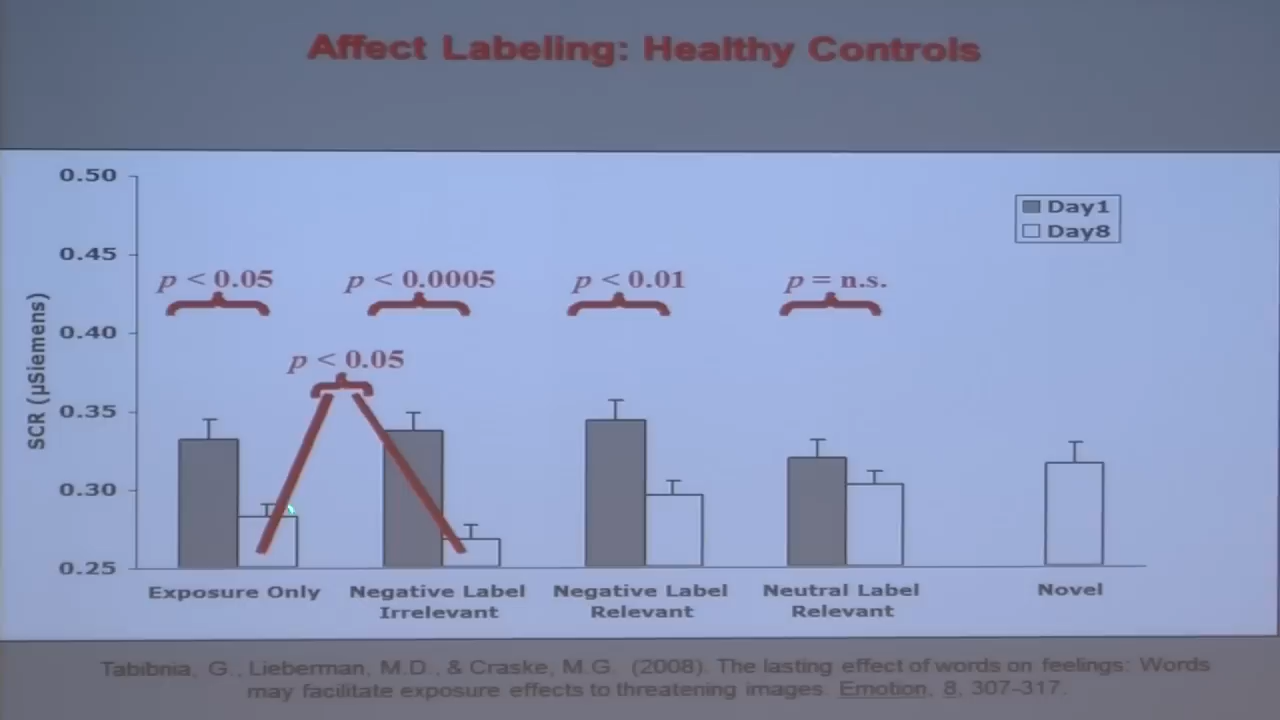 Affect Labeling: Healthy Controls
0.50
0.45
0.40
0.35
0.30
0.25
SCR (µSiemens)
Day1
Day8
p < 0.05
p < 0.0005
p < 0.01
p = n.s.
p < 0.05
Exposure Only
Negative Label
Irrelevant
Negative Label
Relevant
Neutral Label
Relevant
Novel
Tabibnia, G., Lieberman, M.D., & Craske, M.G. (2008). The lasting effect of words on feelings: Words
may facilitate exposure effects to threatening images. Emotion, 8, 307-317.